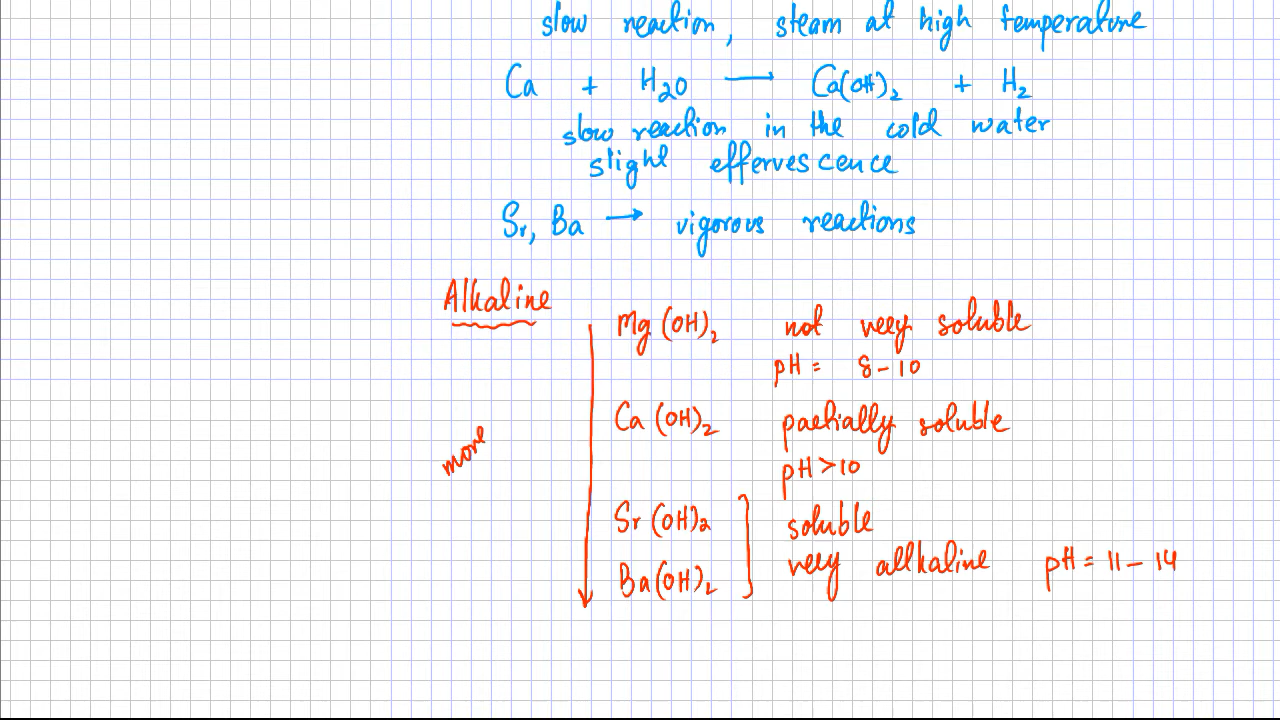 slow reaction, steam at high temperature
Ca + H2O → Ca(OH)2 + H2
slow reaction in the cold water
slight effervescence
Sr, Ba → vigorous reactions
Alkaline
Mg(OH)2 not very soluble
pH = 8-10
Ca(OH)2 partially soluble
more
pH > 10
Sr(OH)2 soluble
very allkaline pH = 11-14
Ba(OH)2